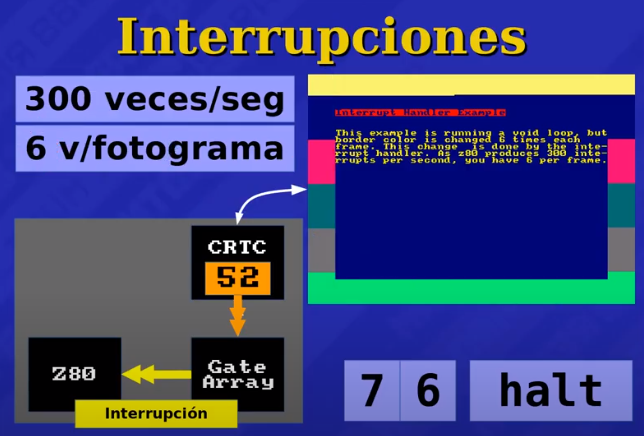 Interrupciones
300 veces/seg
6 v/fotograma
Interrupt Handler Example
This example is running a void loop, but
border color is changed 6 times each
frame. This change is done by the inte-
rrupt handler. As z80 produces 300 inte-
rrupts per second, you have 6 per frame.
CRTC
52
Z80
Gate
Array
Interrupción
7 6 halt